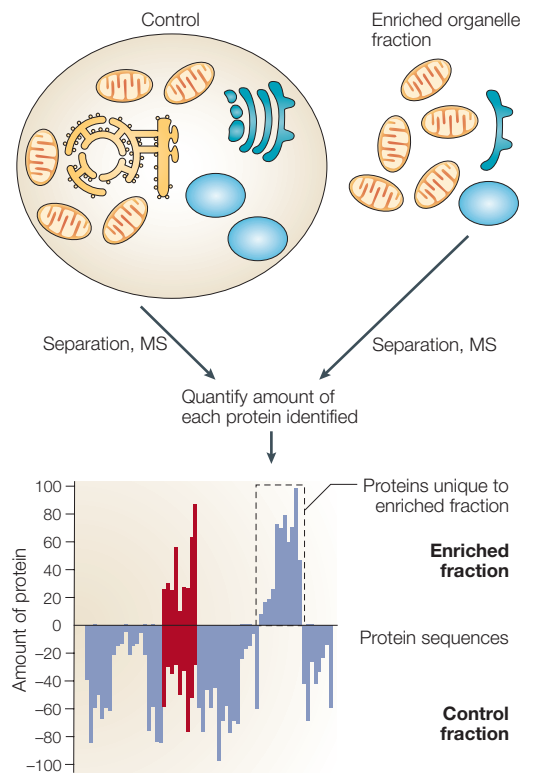 Control
Enriched organelle
fraction
Separation, MS
Separation, MS
Quantify amount of
each protein identified
Proteins unique to
enriched fraction
Enriched
fraction
Protein sequences
Control
fraction
Amount of protein
100
80
60
40
20
0
−20
−40
−60
−80
−100